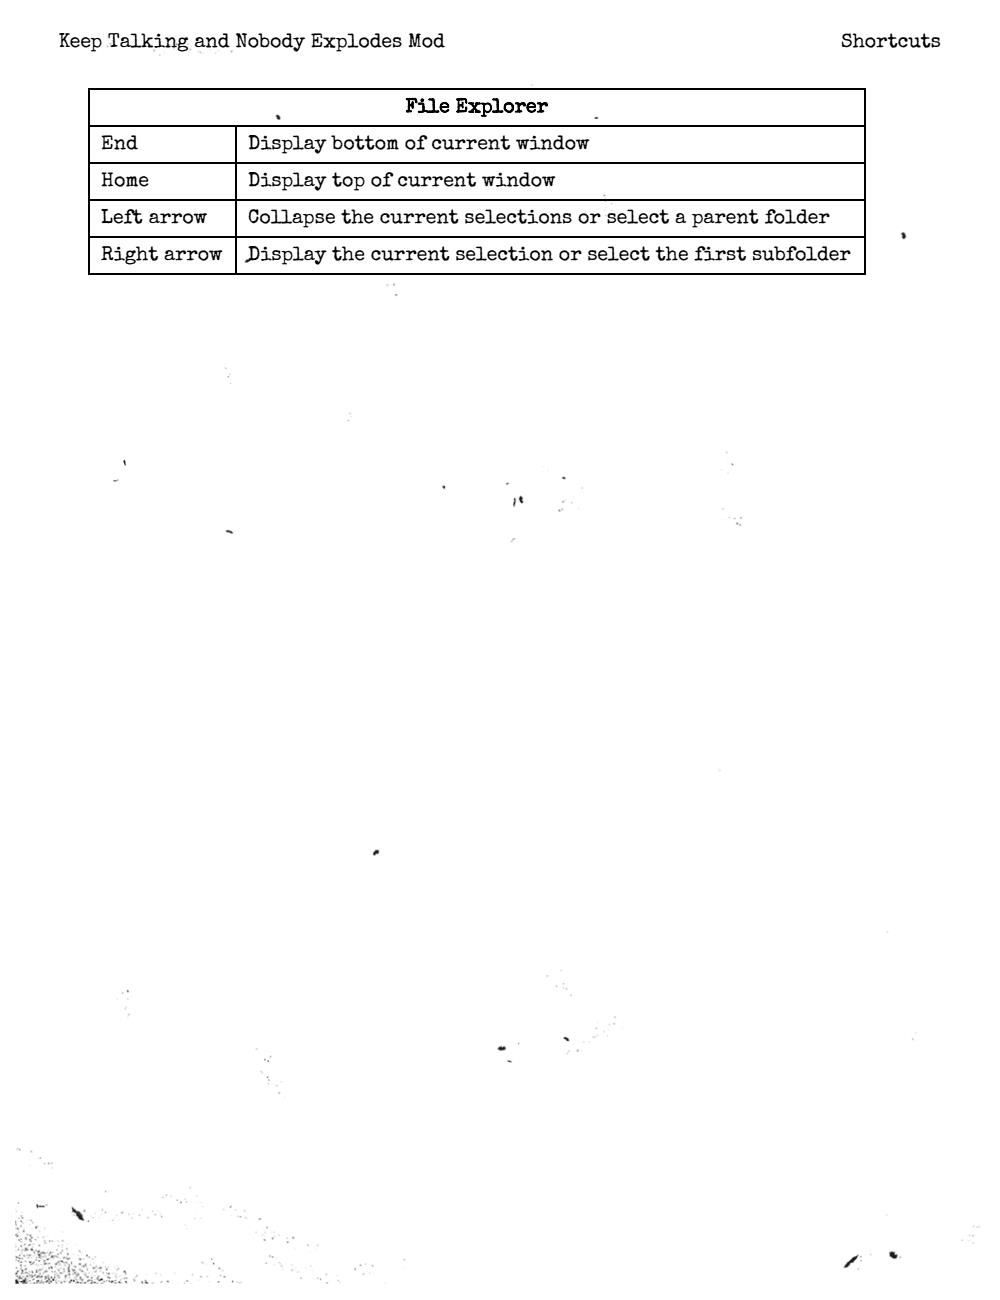 Keep Talking and Nobody Explodes Mod Shortcuts
File Explorer
End Display bottom of current window
Home Display top of current window
Left arrow Collapse the current selections or select a parent folder
Right arrow Display the current selection or select the first subfolder